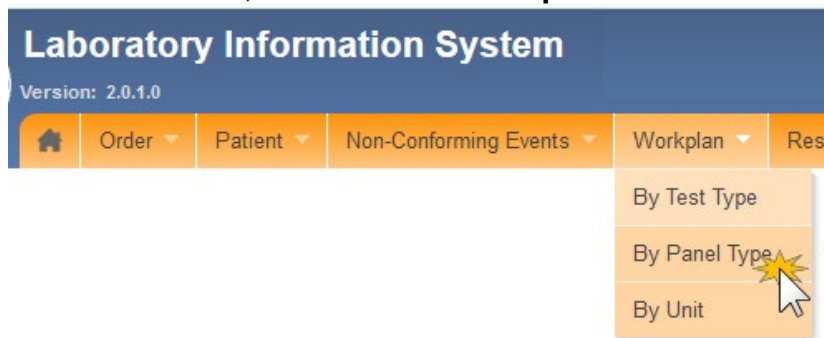 Laboratory Information System
Version: 2.0.1.0
Order Patient Non-Conforming Events Workplan Res
By Test Type
By Panel Type
By Unit